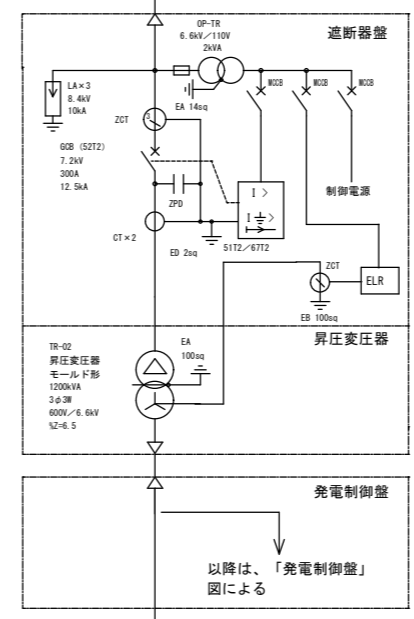 OP-TR
6.6kV/110V
2kVA
遮断器盤
LA×3
8.4kV
10kA
MCCB
MCCB
MCCB
EA 14sq
ZCT
3
GCB (52T2)
7.2kV
300A
12.5kA
制御電源
ZPD
I >
I >
CT×2
ED 2sq
51T2/67T2
ZCT
ELR
EB 100sq
昇圧変圧器
TR-02
昇圧変圧器
モールド形
1200kVA
3φ3W
600V/6.6kV
%Z=6.5
EA
100sq
発電制御盤
以降は、「発電制御盤」
図による